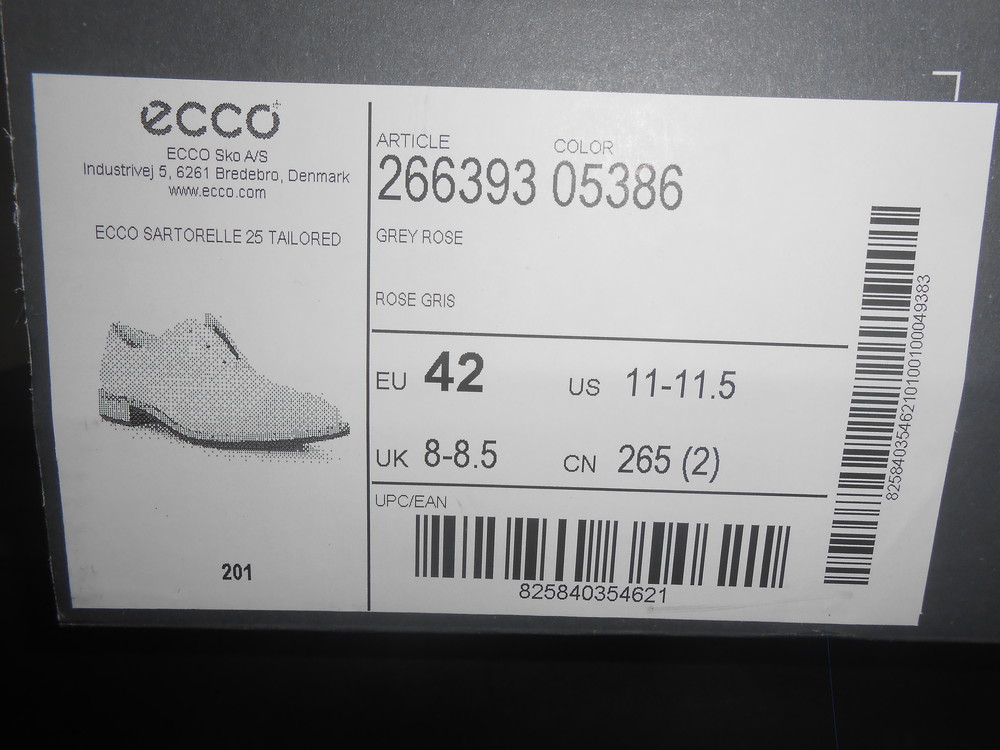 ecco
ECCO Sko A/S
Industrivej 5, 6261 Bredebro, Denmark
www.ecco.com
ECCO SARTORELLE 25 TAILORED
201
ARTICLE COLOR
266393 05386
GREY ROSE
ROSE GRIS
EU 42 US 11-11.5
UK 8-8.5 CN 265 (2)
UPC/EAN
825840354621
82584035462101001000049383